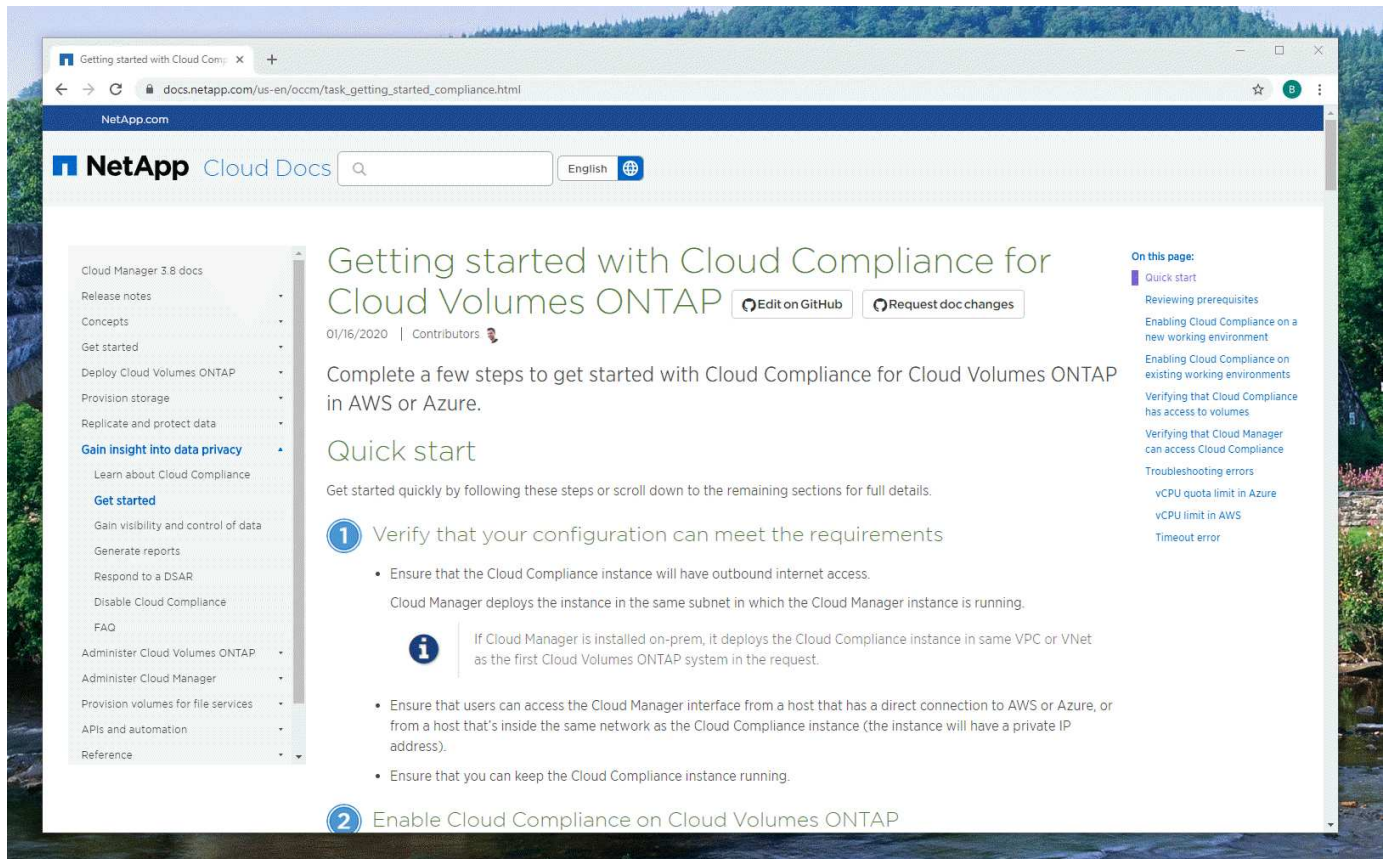 Getting started with Cloud Comp
docs.netapp.com/us-en/occm/task_getting_started_compliance.html
B
NetApp.com
NetApp Cloud Docs
English
Cloud Manager 3.8 docs
Release notes
Concepts
Get started
Deploy Cloud Volumes ONTAP
Provision storage
Replicate and protect data
Gain insight into data privacy
Learn about Cloud Compliance
Get started
Gain visibility and control of data
Generate reports
Respond to a DSAR
Disable Cloud Compliance
FAQ
Administer Cloud Volumes ONTAP
Administer Cloud Manager
Provision volumes for file services
APIs and automation
Reference
Getting started with Cloud Compliance for
Cloud Volumes ONTAP
Edit on GitHub
Request doc changes
01/16/2020 | Contributors
Complete a few steps to get started with Cloud Compliance for Cloud Volumes ONTAP
in AWS or Azure.
Quick start
Get started quickly by following these steps or scroll down to the remaining sections for full details.
1 Verify that your configuration can meet the requirements
• Ensure that the Cloud Compliance instance will have outbound internet access.
Cloud Manager deploys the instance in the same subnet in which the Cloud Manager instance is running.
If Cloud Manager is installed on-prem, it deploys the Cloud Compliance instance in same VPC or VNet
as the first Cloud Volumes ONTAP system in the request.
• Ensure that users can access the Cloud Manager interface from a host that has a direct connection to AWS or Azure, or
from a host that's inside the same network as the Cloud Compliance instance (the instance will have a private IP
address).
• Ensure that you can keep the Cloud Compliance instance running.
2 Enable Cloud Compliance on Cloud Volumes ONTAP
On this page:
Quick start
Reviewing prerequisites
Enabling Cloud Compliance on a
new working environment
Enabling Cloud Compliance on
existing working environments
Verifying that Cloud Compliance
has access to volumes
Verifying that Cloud Manager
can access Cloud Compliance
Troubleshooting errors
vCPU quota limit in Azure
vCPU limit in AWS
Timeout error